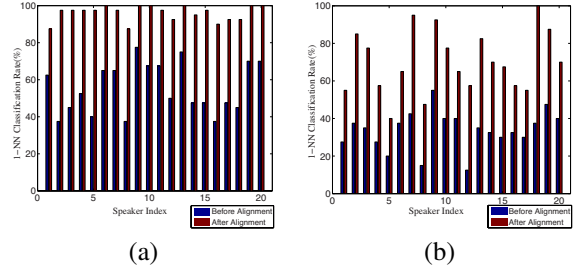 100
80
60
40
20
0
1−NN Classification Rate(%)
0 5 10 15 20
Speaker Index
Before Alignment
After Alignment
(a)
100
80
60
40
20
0
1−NN Classification Rate(%)
0 5 10 15 20
Speaker Index
Before Alignment
After Alignment
(b)